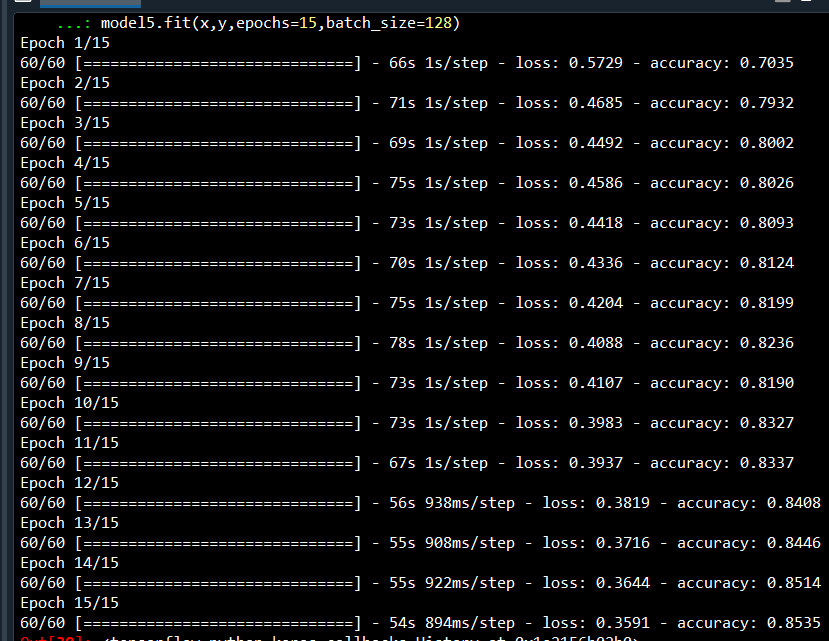 ...: model5.fit(x,y,epochs=15,batch_size=128)
Epoch 1/15
60/60 [==============================] - 66s 1s/step - loss: 0.5729 - accuracy: 0.7035
Epoch 2/15
60/60 [==============================] - 71s 1s/step - loss: 0.4685 - accuracy: 0.7932
Epoch 3/15
60/60 [==============================] - 69s 1s/step - loss: 0.4492 - accuracy: 0.8002
Epoch 4/15
60/60 [==============================] - 75s 1s/step - loss: 0.4586 - accuracy: 0.8026
Epoch 5/15
60/60 [==============================] - 73s 1s/step - loss: 0.4418 - accuracy: 0.8093
Epoch 6/15
60/60 [==============================] - 70s 1s/step - loss: 0.4336 - accuracy: 0.8124
Epoch 7/15
60/60 [==============================] - 75s 1s/step - loss: 0.4204 - accuracy: 0.8199
Epoch 8/15
60/60 [==============================] - 78s 1s/step - loss: 0.4088 - accuracy: 0.8236
Epoch 9/15
60/60 [==============================] - 73s 1s/step - loss: 0.4107 - accuracy: 0.8190
Epoch 10/15
60/60 [==============================] - 73s 1s/step - loss: 0.3983 - accuracy: 0.8327
Epoch 11/15
60/60 [==============================] - 67s 1s/step - loss: 0.3937 - accuracy: 0.8337
Epoch 12/15
60/60 [==============================] - 56s 938ms/step - loss: 0.3819 - accuracy: 0.8408
Epoch 13/15
60/60 [==============================] - 55s 908ms/step - loss: 0.3716 - accuracy: 0.8446
Epoch 14/15
60/60 [==============================] - 55s 922ms/step - loss: 0.3644 - accuracy: 0.8514
Epoch 15/15
60/60 [==============================] - 54s 894ms/step - loss: 0.3591 - accuracy: 0.8535